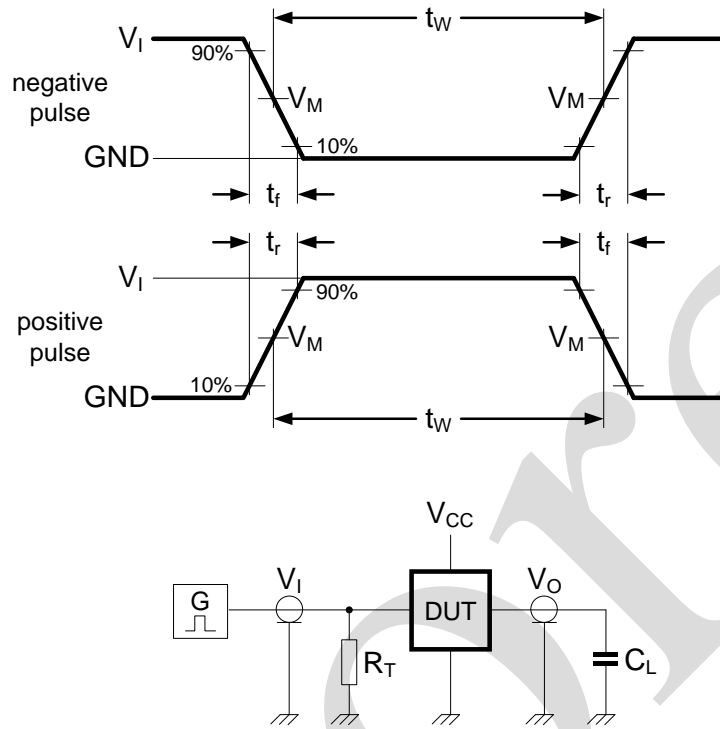 t_W
V_I
90%
negative
pulse
V_M
V_M
10%
GND
t_f
t_r
t_r
t_f
V_I
90%
positive
pulse
V_M
V_M
10%
GND
t_W
V_CC
V_I
V_O
G
DUT
R_T
C_L